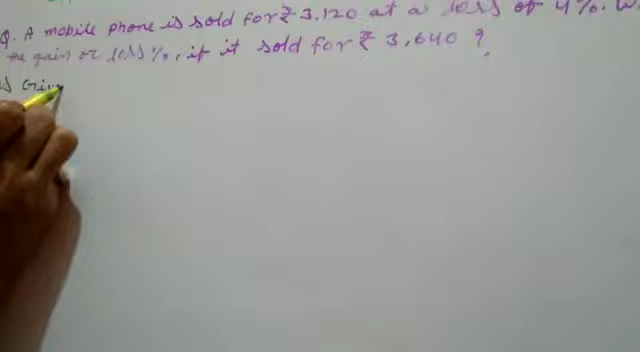 Q. A mobile phone is sold for ₹ 3,120 at a loss of 4%.
the gain or loss %, if it sold for ₹ 3,640 ?